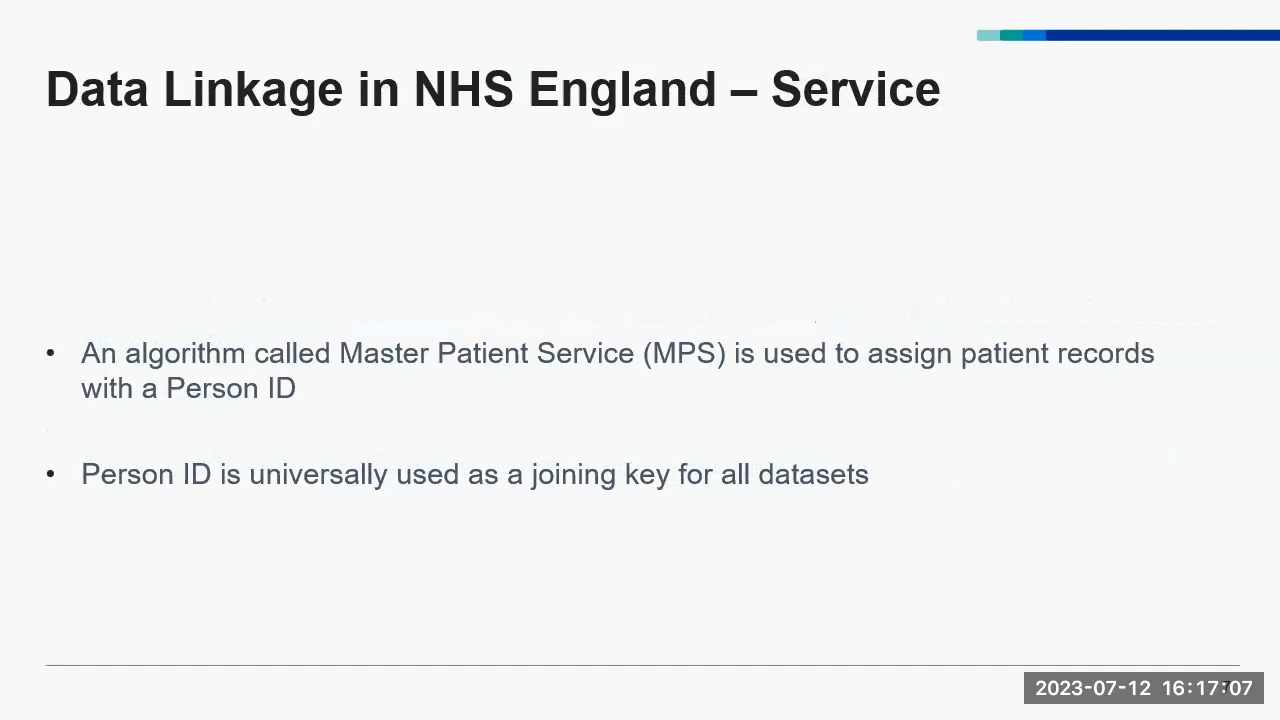 Data Linkage in NHS England – Service
• An algorithm called Master Patient Service (MPS) is used to assign patient records
with a Person ID
• Person ID is universally used as a joining key for all datasets
2023-07-12 16:17:07